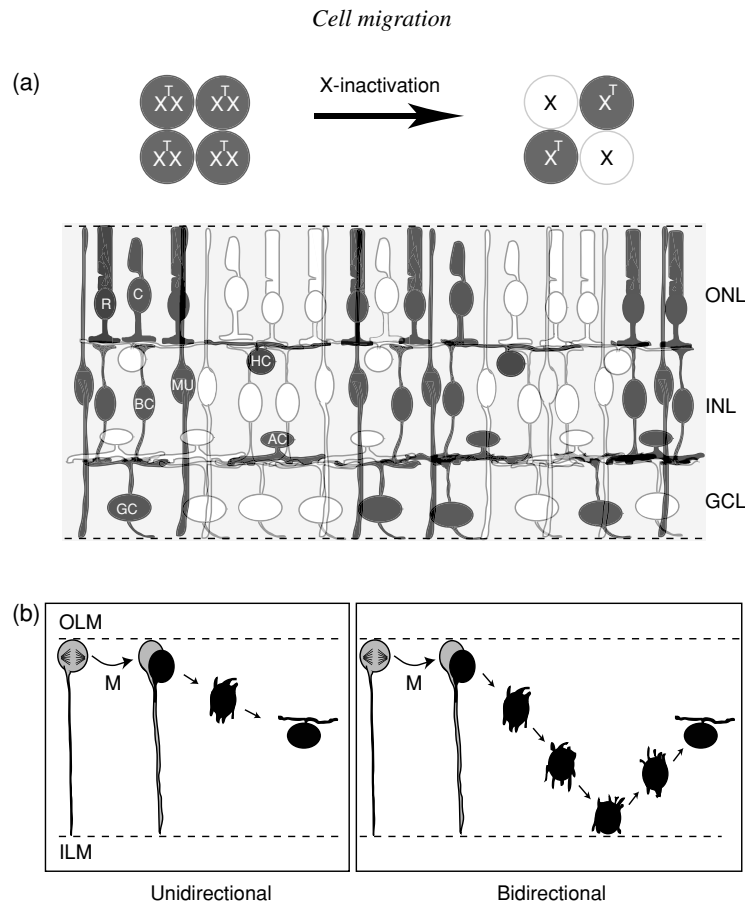 Cell migration
(a)
X-inactivation
XᵀX XᵀX X Xᵀ
XᵀX XᵀX Xᵀ X
ONL
R C
HC
MU
BC
INL
AC
GC
GCL
(b)
OLM
M
ILM
Unidirectional
M
Bidirectional